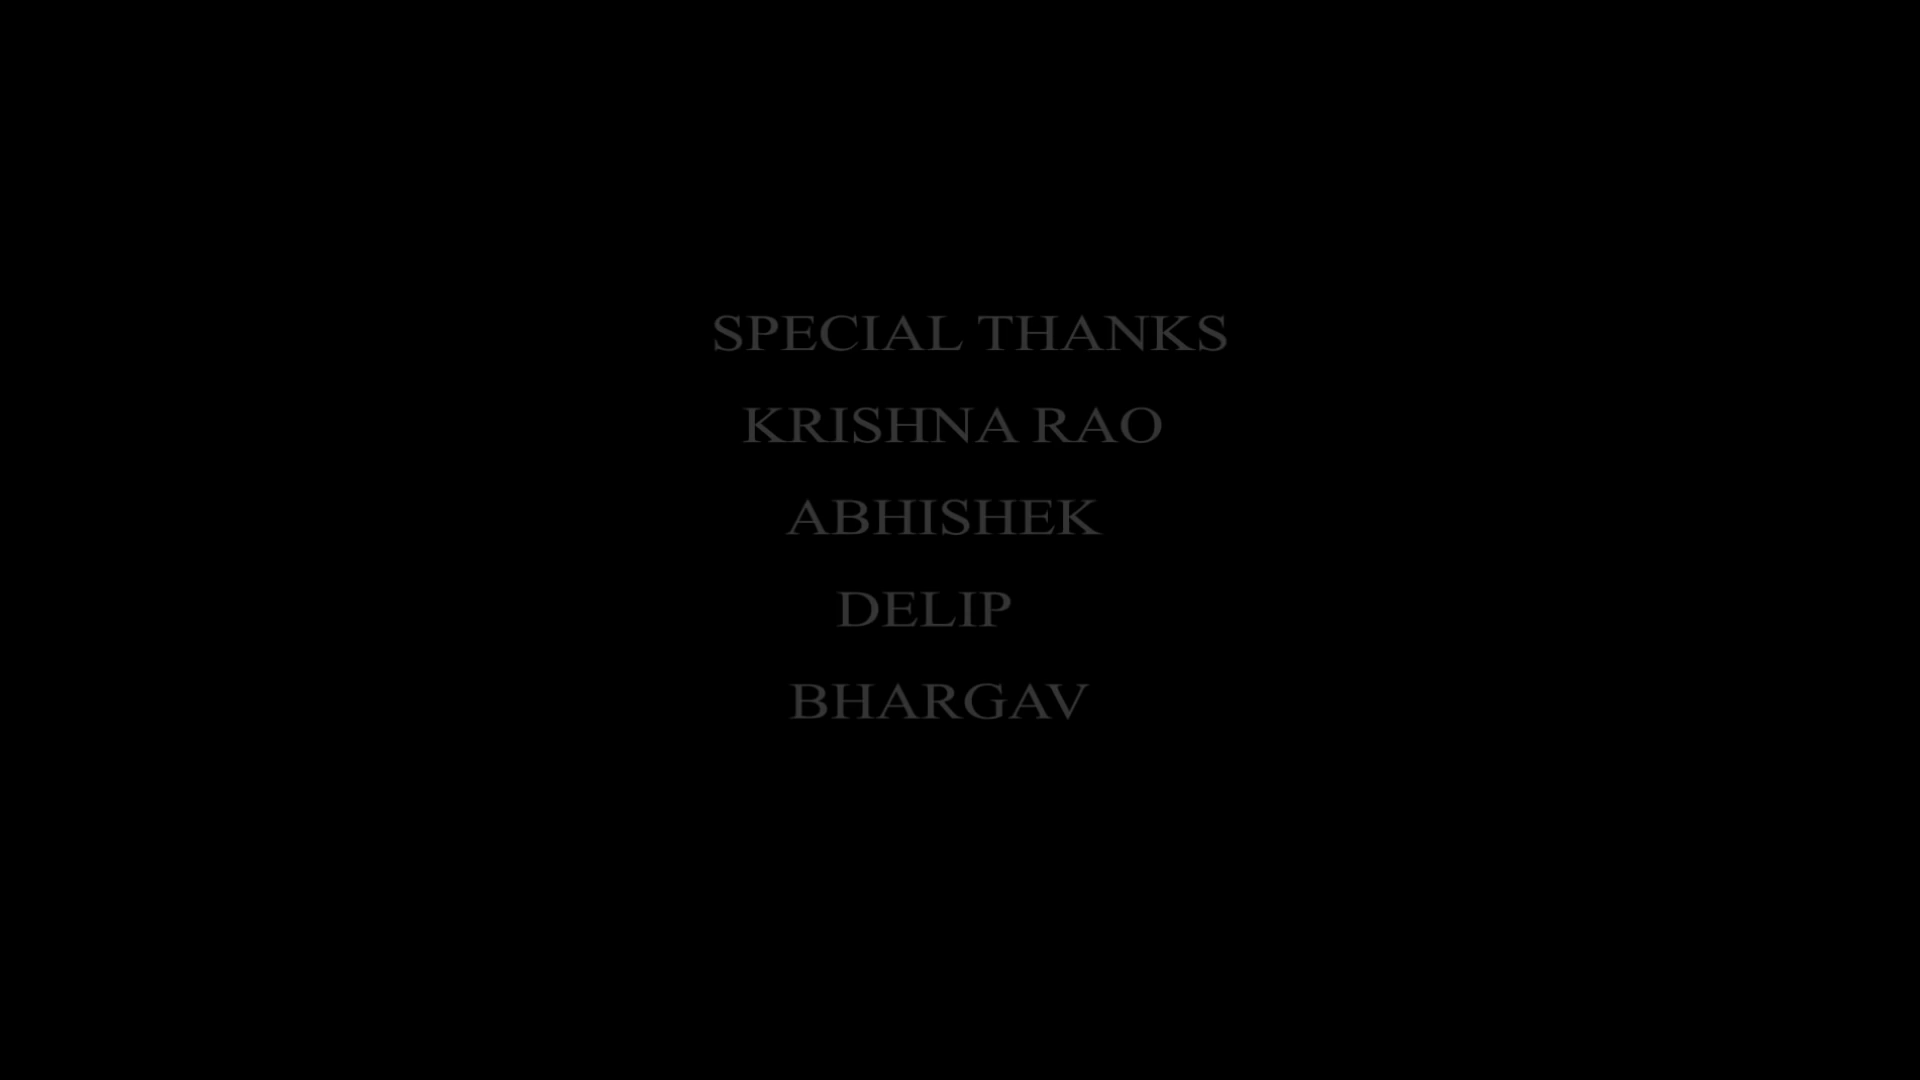 SPECIAL THANKS
KRISHNA RAO
ABHISHEK
DELIP
BHARGAV